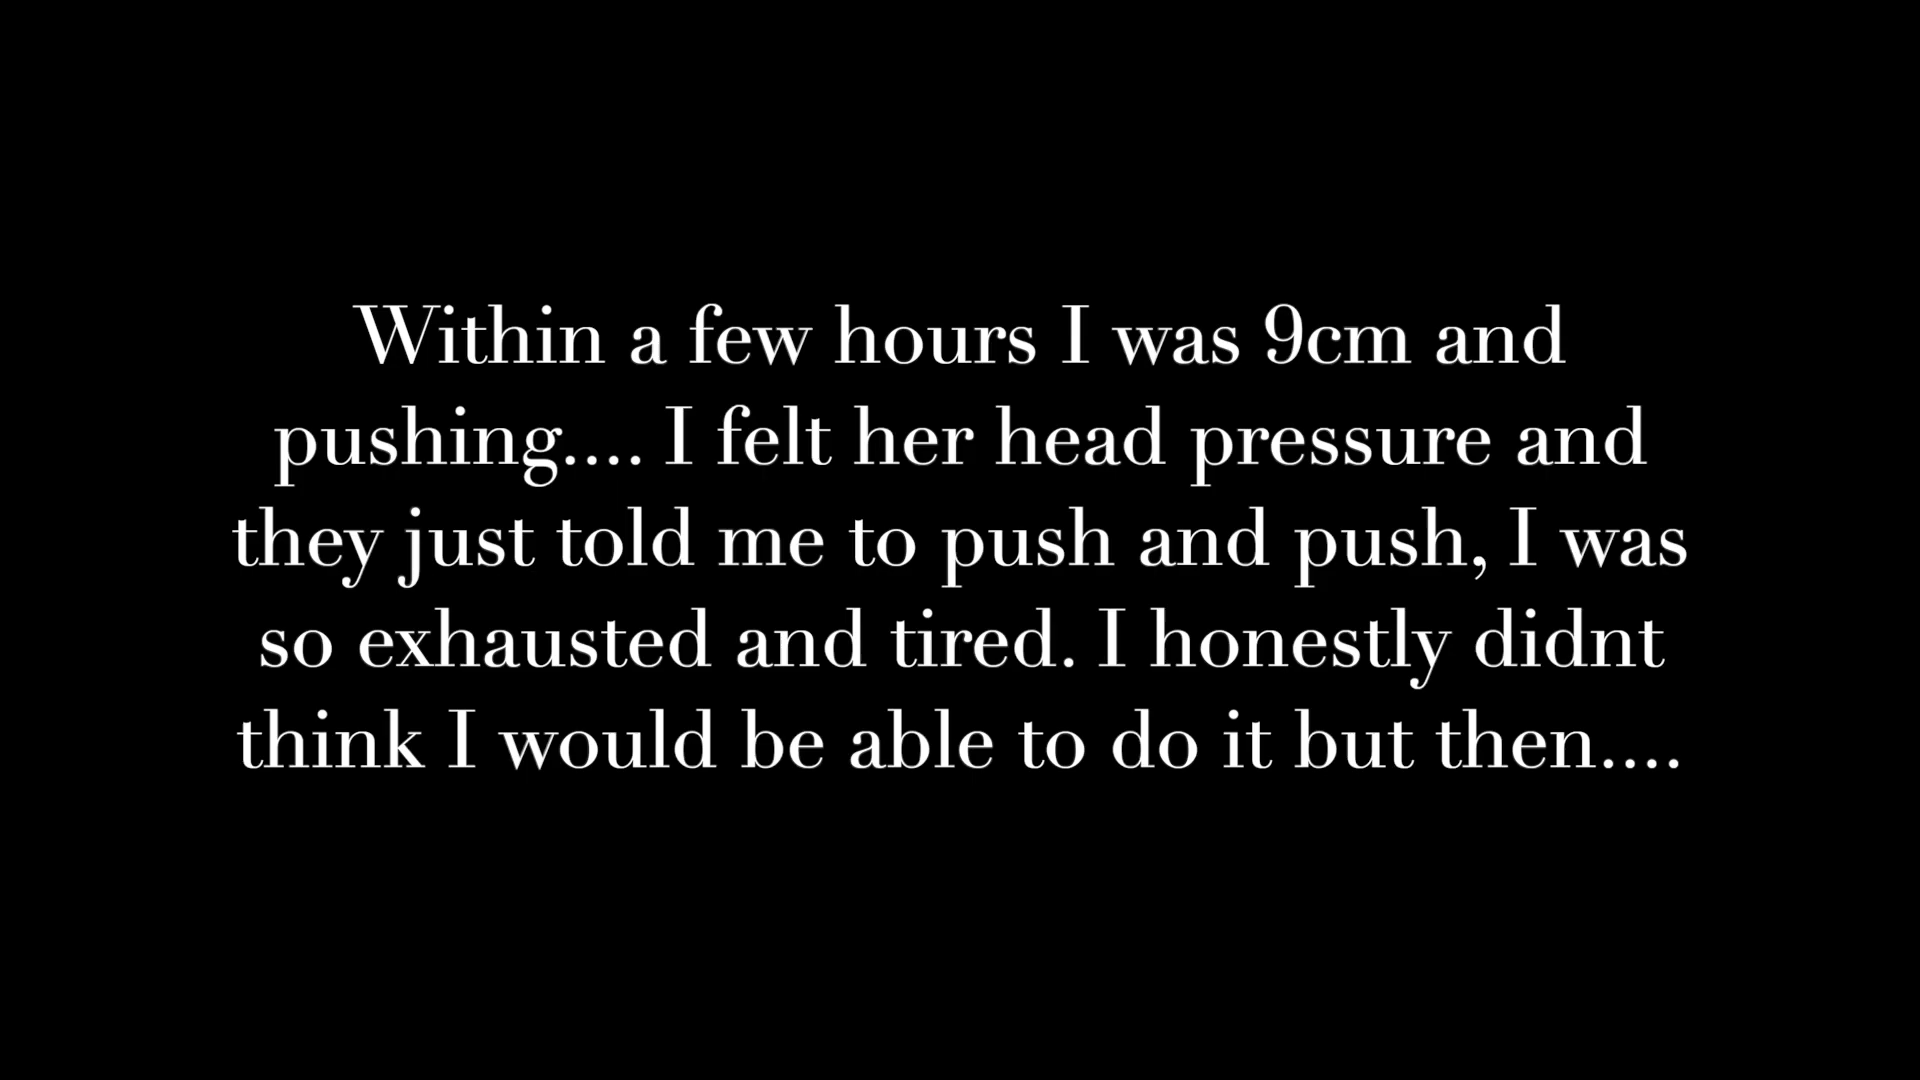 Within a few hours I was 9cm and
pushing.... I felt her head pressure and
they just told me to push and push, I was
so exhausted and tired. I honestly didnt
think I would be able to do it but then....